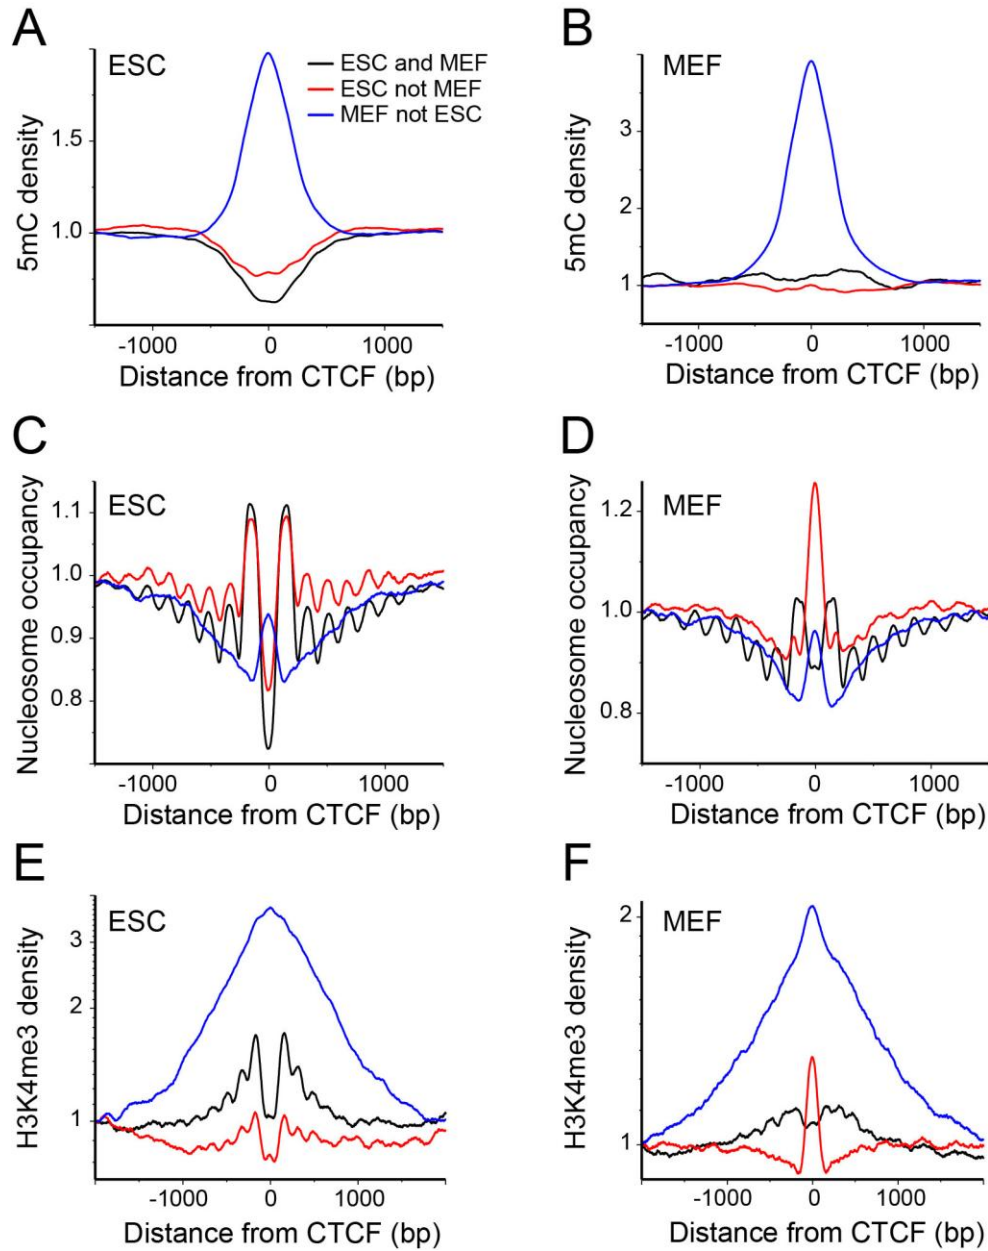 A
ESC
ESC and MEF
ESC not MEF
MEF not ESC
5mC density
1.5
1.0
-1000 0 1000
Distance from CTCF (bp)
B
MEF
5mC density
3
2
1
-1000 0 1000
Distance from CTCF (bp)
C
ESC
Nucleosome occupancy
1.1
1.0
0.9
0.8
-1000 0 1000
Distance from CTCF (bp)
D
MEF
Nucleosome occupancy
1.2
1.0
0.8
-1000 0 1000
Distance from CTCF (bp)
E
ESC
H3K4me3 density
3
2
1
-1000 0 1000
Distance from CTCF (bp)
F
MEF
H3K4me3 density
2
1
-1000 0 1000
Distance from CTCF (bp)